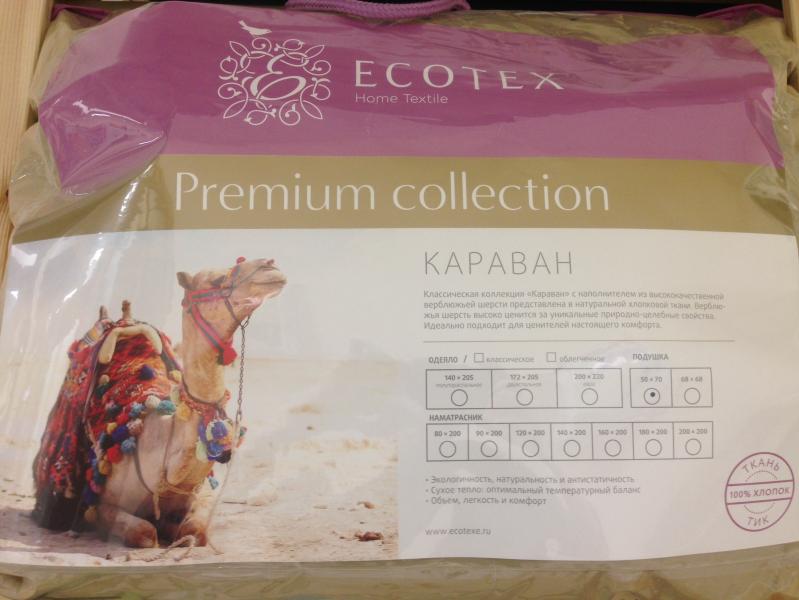 ECOTEX
Home Textile
Premium collection
КАРАВАН
Классическая коллекция «Караван» с наполнителем из высококачественной
верблюжьей шерсти представлена в натуральной хлопковой ткани. Верблю-
жья шерсть высоко ценится за уникальные природно-целебные свойства.
Идеально подходит для ценителей настоящего комфорта.
ОДЕЯЛО / классическое облегченное ПОДУШКА
140 × 205 172 × 205 200 × 220 50 × 70 68 × 68
полутораспальное двуспальное евро
НАМАТРАСНИК
80 × 200 90 × 200 120 × 200 140 × 200 160 × 200 180 × 200 200 × 200
• Экологичность, натуральность и антистатичность
• Сухое тепло: оптимальный температурный баланс
• Объем, легкость и комфорт
www.ecotexe.ru
ТКАНЬ
100% ХЛОПОК
ТИК